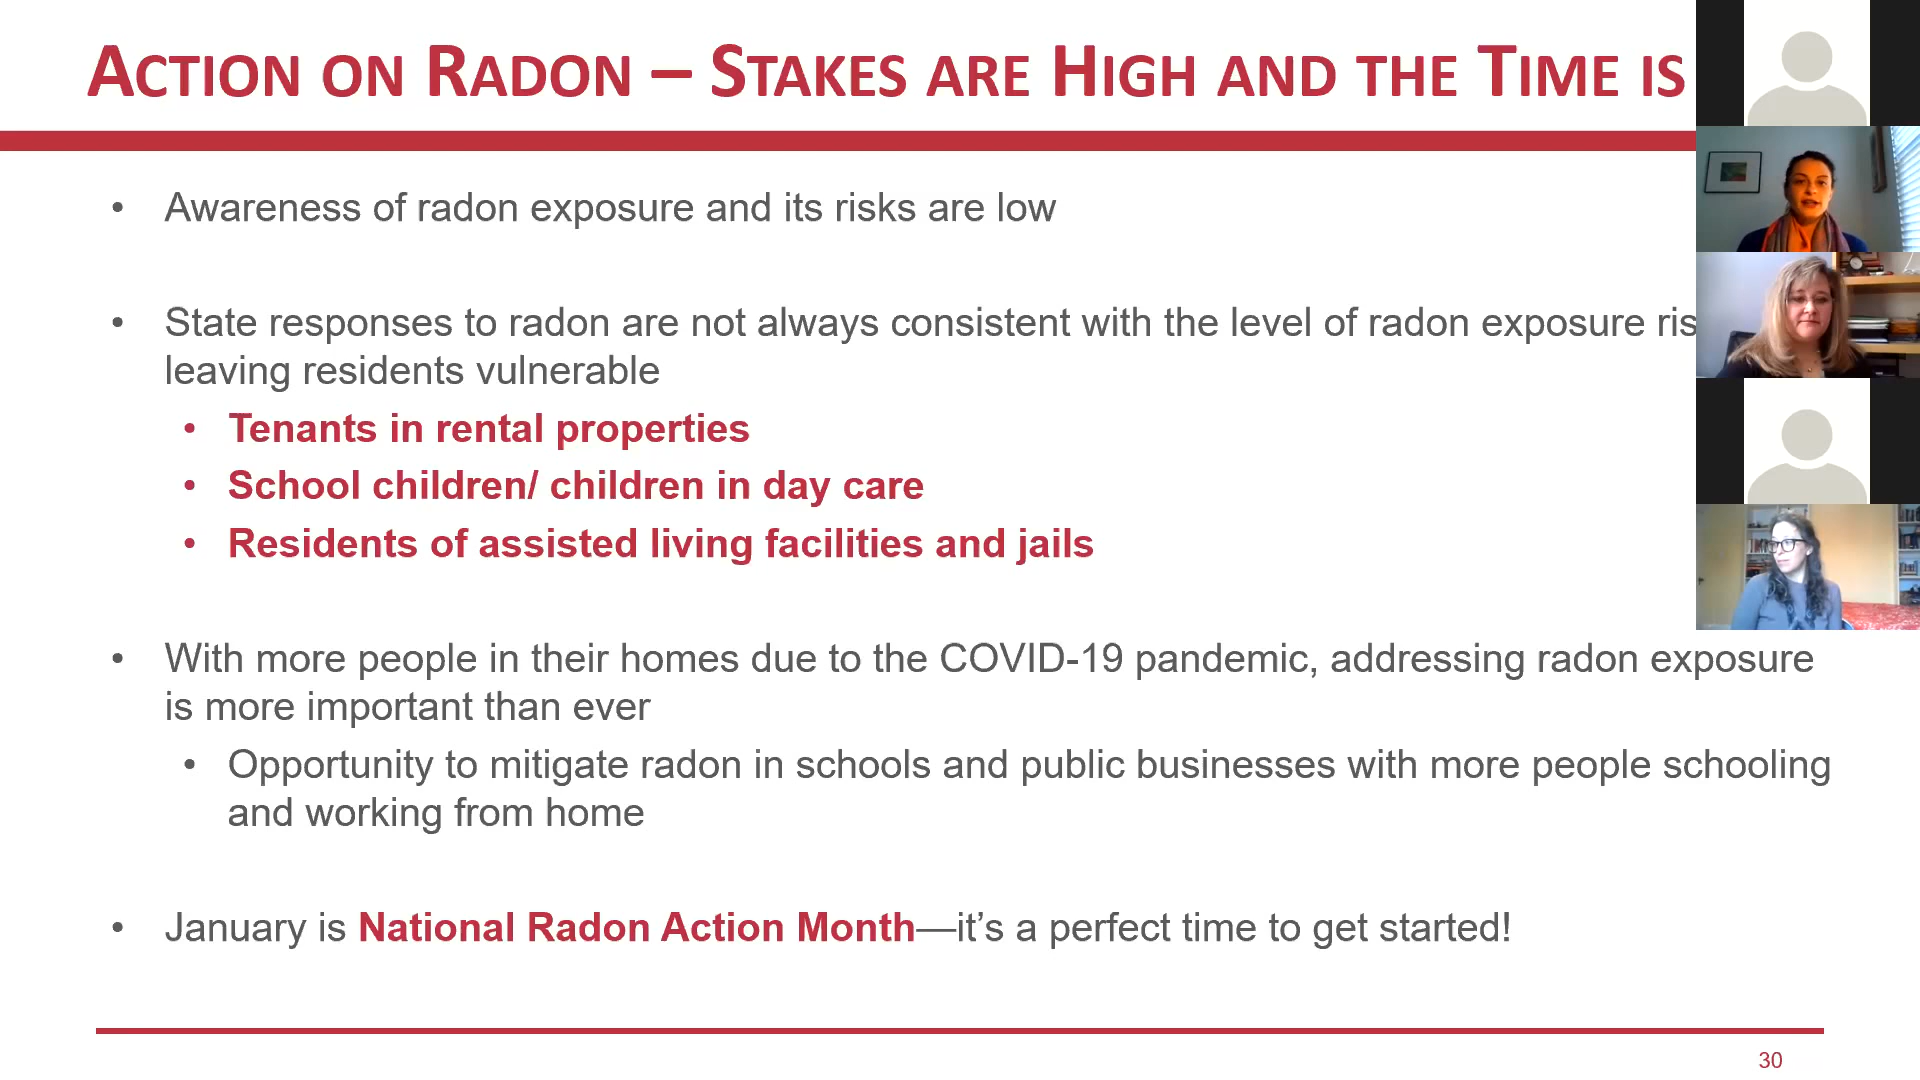 ACTION ON RADON – STAKES ARE HIGH AND THE TIME IS
• Awareness of radon exposure and its risks are low
• State responses to radon are not always consistent with the level of radon exposure
leaving residents vulnerable
• Tenants in rental properties
• School children/ children in day care
• Residents of assisted living facilities and jails
• With more people in their homes due to the COVID-19 pandemic, addressing radon exposure
is more important than ever
• Opportunity to mitigate radon in schools and public businesses with more people schooling
and working from home
• January is National Radon Action Month—it’s a perfect time to get started!
30